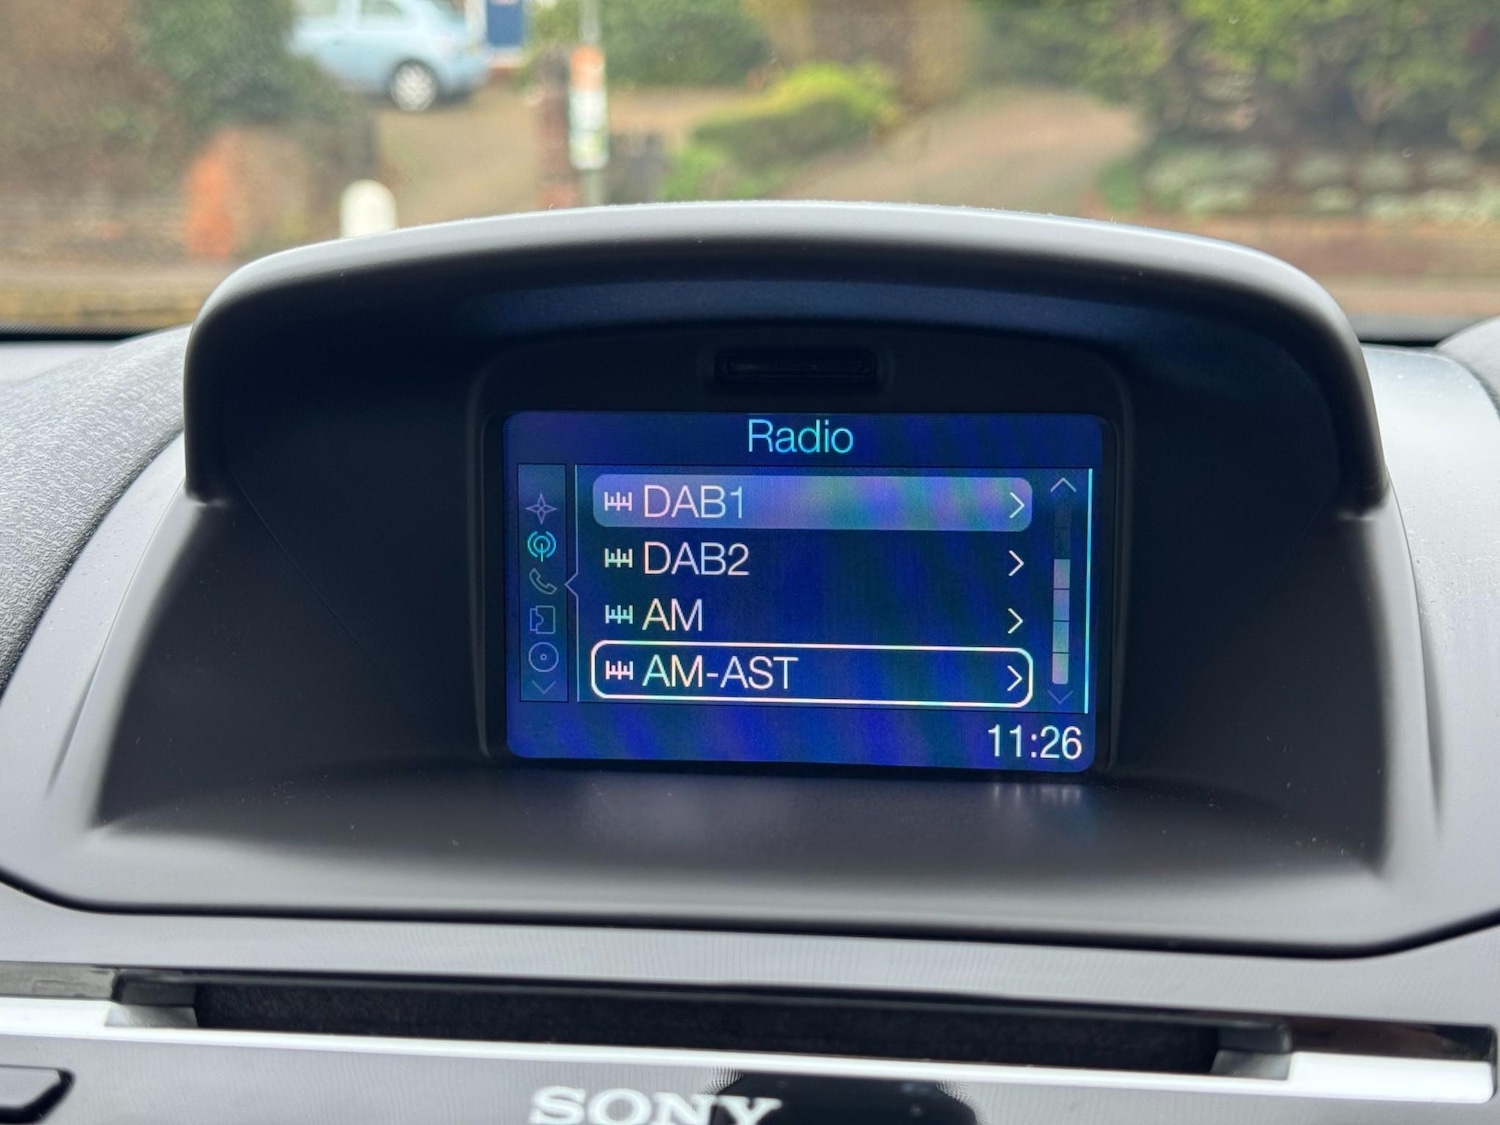 Radio
DAB1
DAB2
AM
AM-AST
11:26
SONY